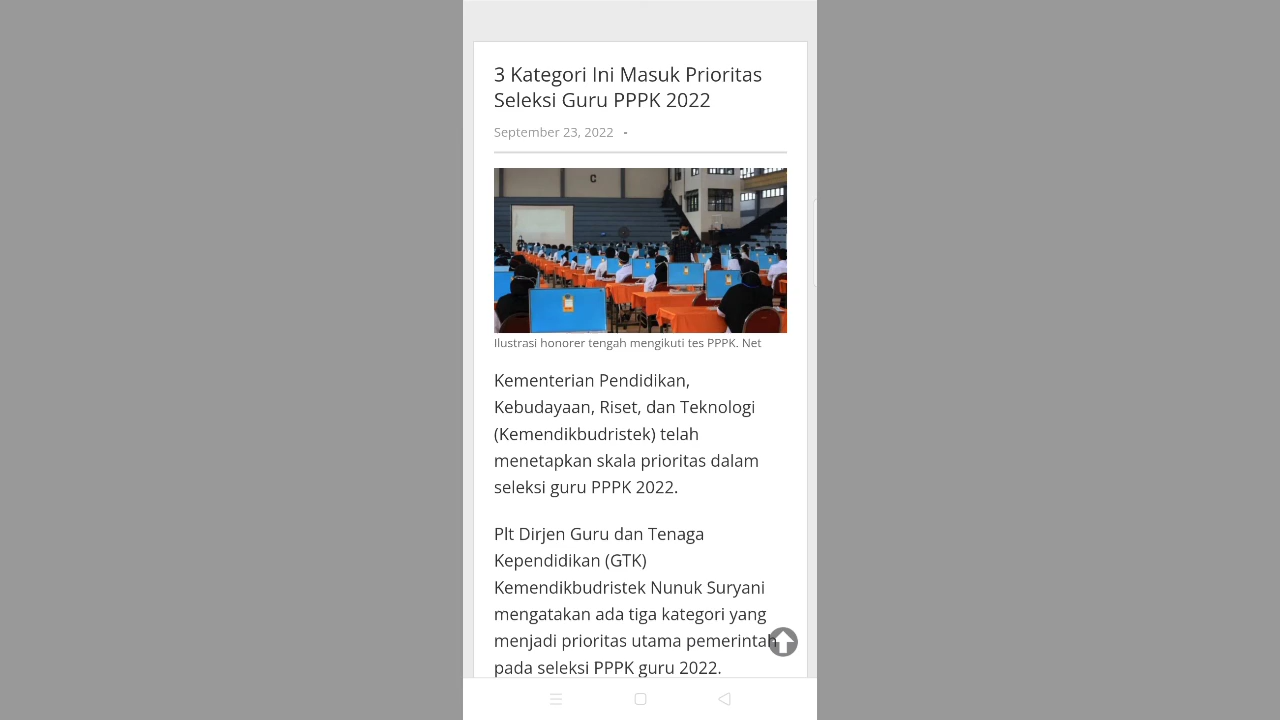 3 Kategori Ini Masuk Prioritas
Seleksi Guru PPPK 2022
September 23, 2022 -
C
Ilustrasi honorer tengah mengikuti tes PPPK. Net
Kementerian Pendidikan,
Kebudayaan, Riset, dan Teknologi
(Kemendikbudristek) telah
menetapkan skala prioritas dalam
seleksi guru PPPK 2022.
Plt Dirjen Guru dan Tenaga
Kependidikan (GTK)
Kemendikbudristek Nunuk Suryani
mengatakan ada tiga kategori yang
menjadi prioritas utama pemerintah
pada seleksi PPPK guru 2022.